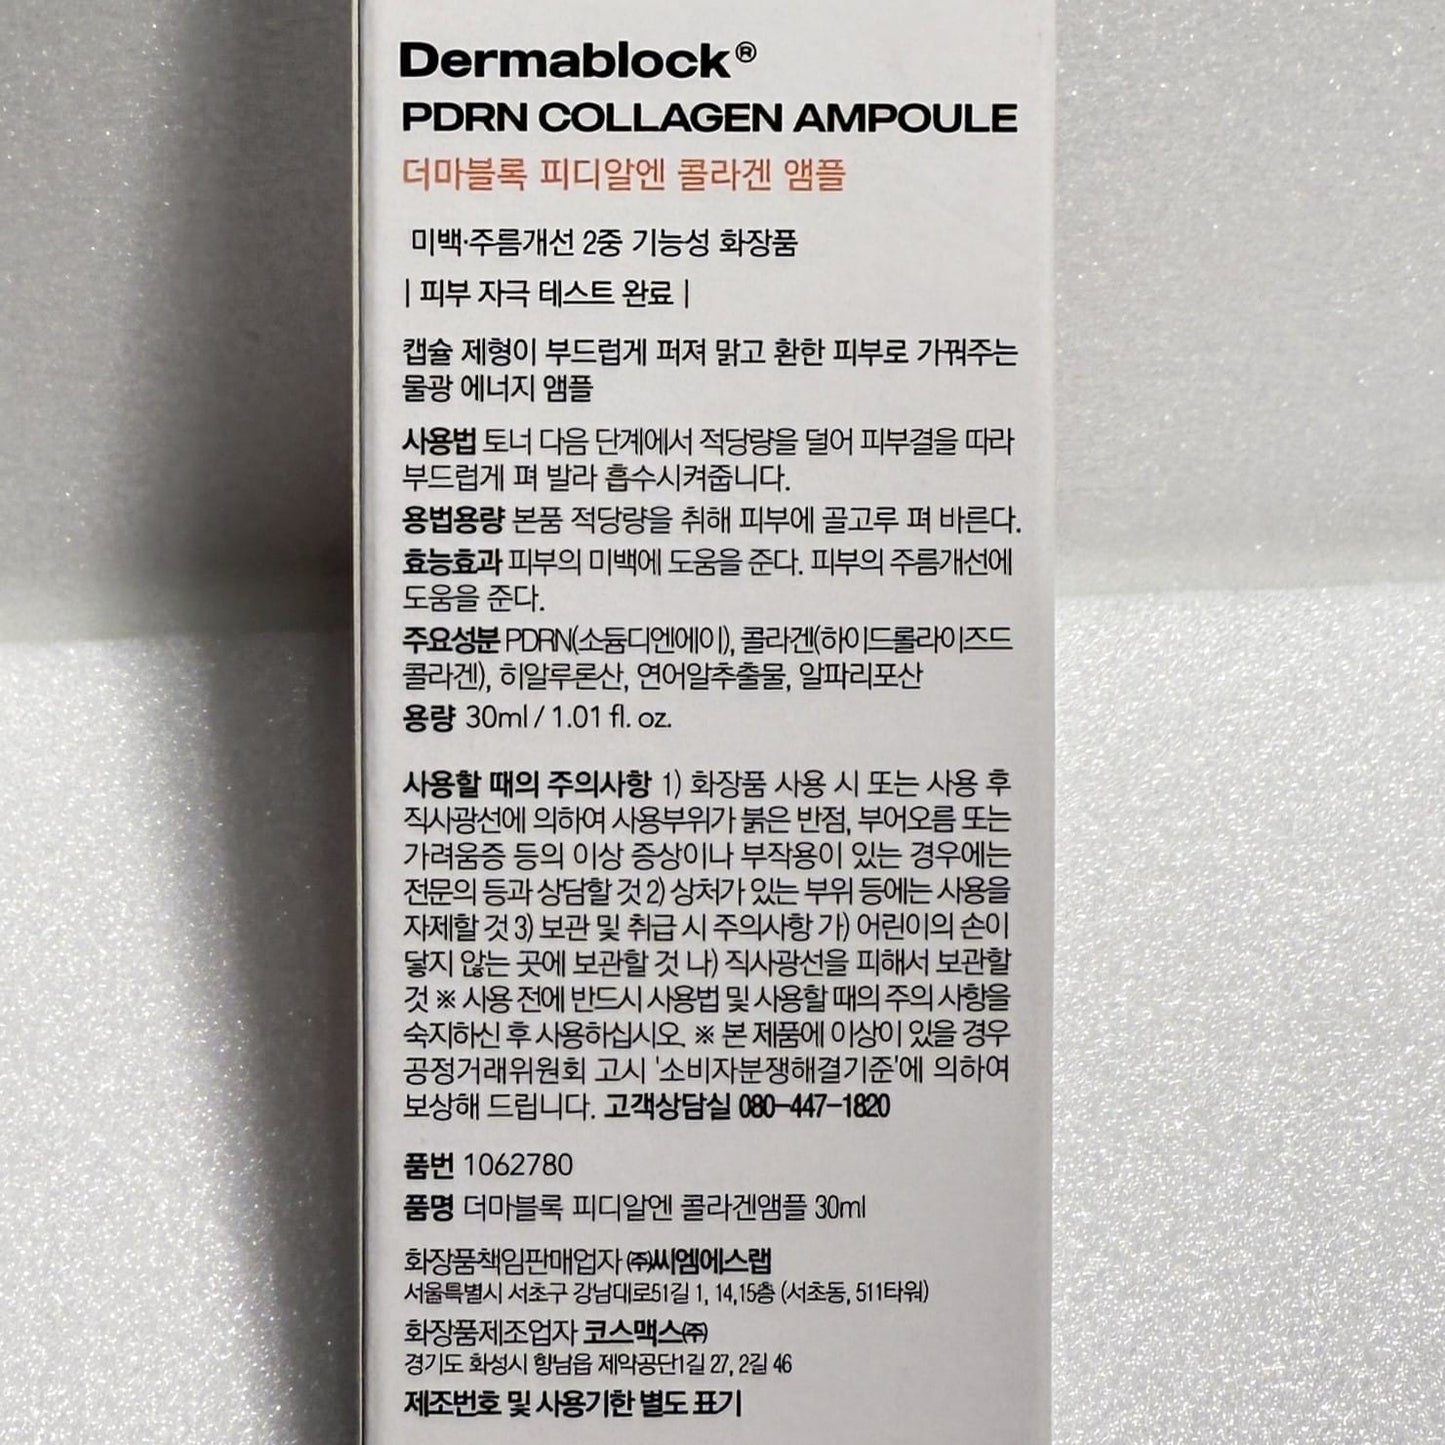 Dermablock®
PDRN COLLAGEN AMPOULE
더마블록 피디알엔 콜라겐 앰플
미백·주름개선 2중 기능성 화장품
| 피부 자극 테스트 완료 |
캡슐 제형이 부드럽게 퍼져 맑고 환한 피부로 가꿔주는
물광 에너지 앰플
사용법 토너 다음 단계에서 적당량을 덜어 피부결을 따라
부드럽게 펴 발라 흡수시켜줍니다.
용법용량 본품 적당량을 취해 피부에 골고루 펴 바른다.
효능효과 피부의 미백에 도움을 준다. 피부의 주름개선에
도움을 준다.
주요성분 PDRN(소듐디엔에이), 콜라겐(하이드롤라이즈드
콜라겐), 히알루론산, 연어알추출물, 알파리포산
용량 30ml / 1.01 fl. oz.
사용할 때의 주의사항 1) 화장품 사용 시 또는 사용 후
직사광선에 의하여 사용부위가 붉은 반점, 부어오름 또는
가려움증 등의 이상 증상이나 부작용이 있는 경우에는
전문의 등과 상담할 것 2) 상처가 있는 부위 등에는 사용을
자제할 것 3) 보관 및 취급 시 주의사항 가) 어린이의 손이
닿지 않는 곳에 보관할 것 나) 직사광선을 피해서 보관할
것 ※ 사용 전에 반드시 사용법 및 사용할 때의 주의 사항을
숙지하신 후 사용하십시오. ※ 본 제품에 이상이 있을 경우
공정거래위원회 고시 '소비자분쟁해결기준'에 의하여
보상해 드립니다. 고객상담실 080-447-1820
품번 1062780
품명 더마블록 피디알엔 콜라겐앰플 30ml
화장품책임판매업자 ㈜씨엠에스랩
서울특별시 서초구 강남대로51길 1, 14,15층 (서초동, 511타워)
화장품제조업자 코스맥스㈜
경기도 화성시 향남읍 제약공단1길 27, 2길 46
제조번호 및 사용기한 별도 표기